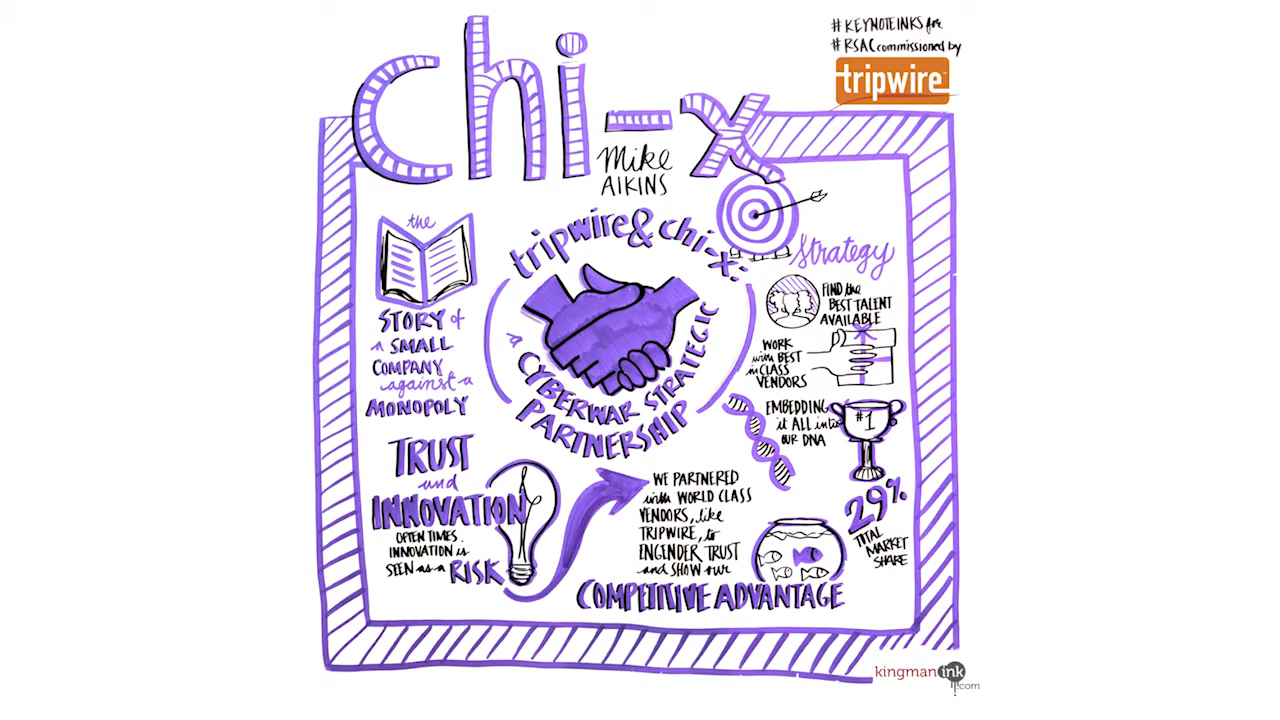 #KEYNOTEINKS for
#RSAC commissioned by
tripwire
chi-x
Mike
AIKINS
the
STORY of
a SMALL
COMPANY
against a
MONOPOLY
tripwire & chi-x:
a CYBERWAR STRATEGIC
PARTNERSHIP
Strategy
FIND the
BEST TALENT
AVAILABLE
WORK
with BEST
in CLASS
VENDORS
EMBEDDING
it ALL into
OUR DNA
#1
29%
TOTAL
MARKET
SHARE
TRUST
and
INNOVATION
OFTEN TIMES.
INNOVATION is
SEEN as a RISK
WE PARTNERED
with WORLD CLASS
VENDORS, like
TRIPWIRE, to
ENGENDER TRUST
and SHOW our
COMPETITIVE ADVANTAGE
kingmanink
.com